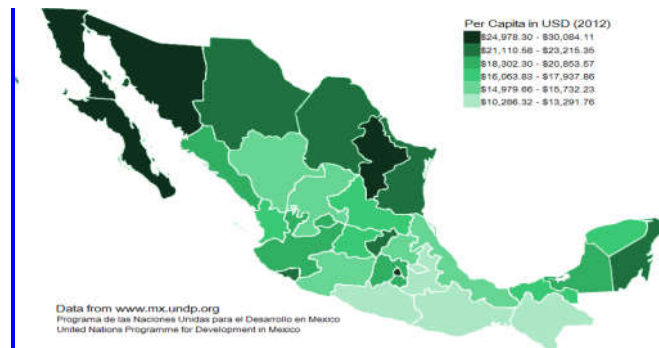 Per Capita in USD (2012)
$24,978.30 - $30,084.11
$21,110.58 - $23,215.35
$18,302.30 - $20,853.57
$16,063.83 - $17,937.86
$14,979.66 - $15,732.23
$10,286.32 - $13,291.76
Data from www.mx.undp.org
Programa de las Naciones Unidas para el Desarrollo en Mexico
United Nations Programme for Development in Mexico